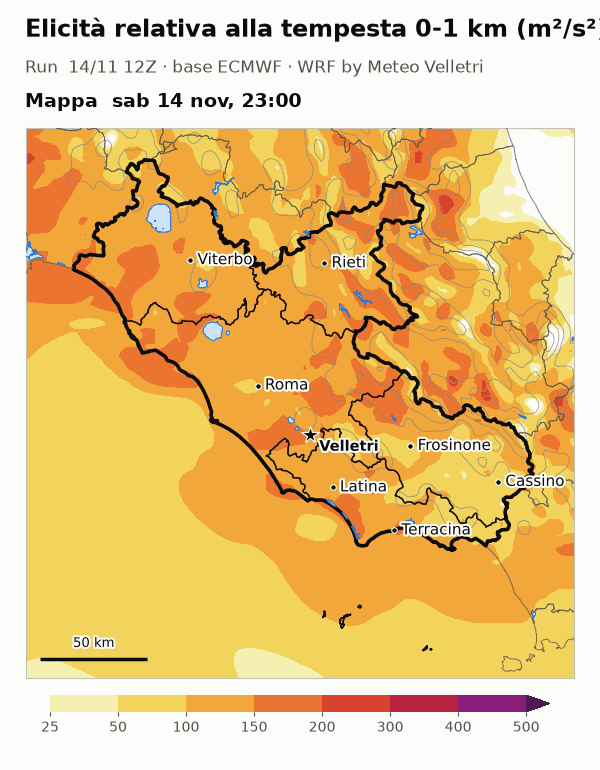 Elicità relativa alla tempesta 0-1 km (m²/s²)
Run 14/11 12Z · base ECMWF · WRF by Meteo Velletri
Mappa sab 14 nov, 23:00
Viterbo
Rieti
Roma
Velletri
Frosinone
Cassino
Latina
Terracina
50 km
25 50 100 150 200 300 400 500